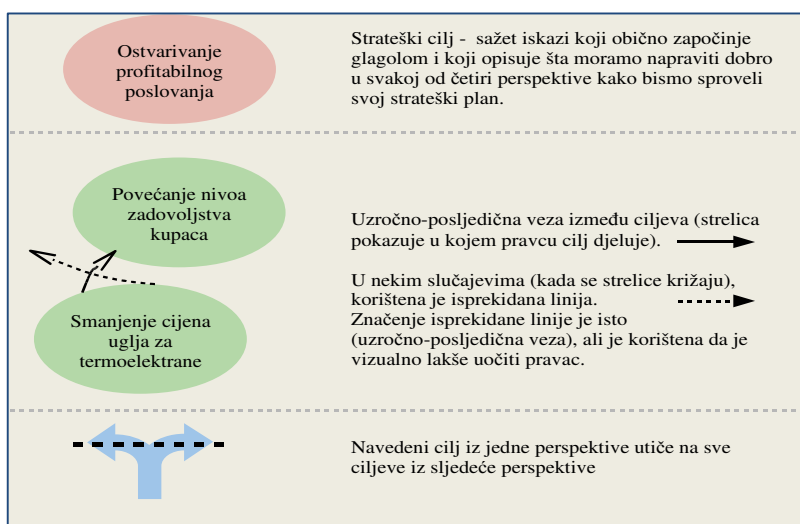 Ostvarivanje
profitabilnog
poslovanja
Strateški cilj - sažet iskazi koji obično započinje
glagolom i koji opisuje šta moramo napraviti dobro
u svakoj od četiri perspektive kako bismo sproveli
svoj strateški plan.
Povećanje nivoa
zadovoljstva
kupaca
Smanjenje cijena
uglja za
termoelektrane
Uzročno-posljedična veza između ciljeva (strelica
pokazuje u kojem pravcu cilj djeluje).
U nekim slučajevima (kada se strelice križaju),
korištena je isprekidana linija.
Značenje isprekidane linije je isto
(uzročno-posljedična veza), ali je korištena da je
vizualno lakše uočiti pravac.
Navedeni cilj iz jedne perspektive utiče na sve
ciljeve iz sljedeće perspektive